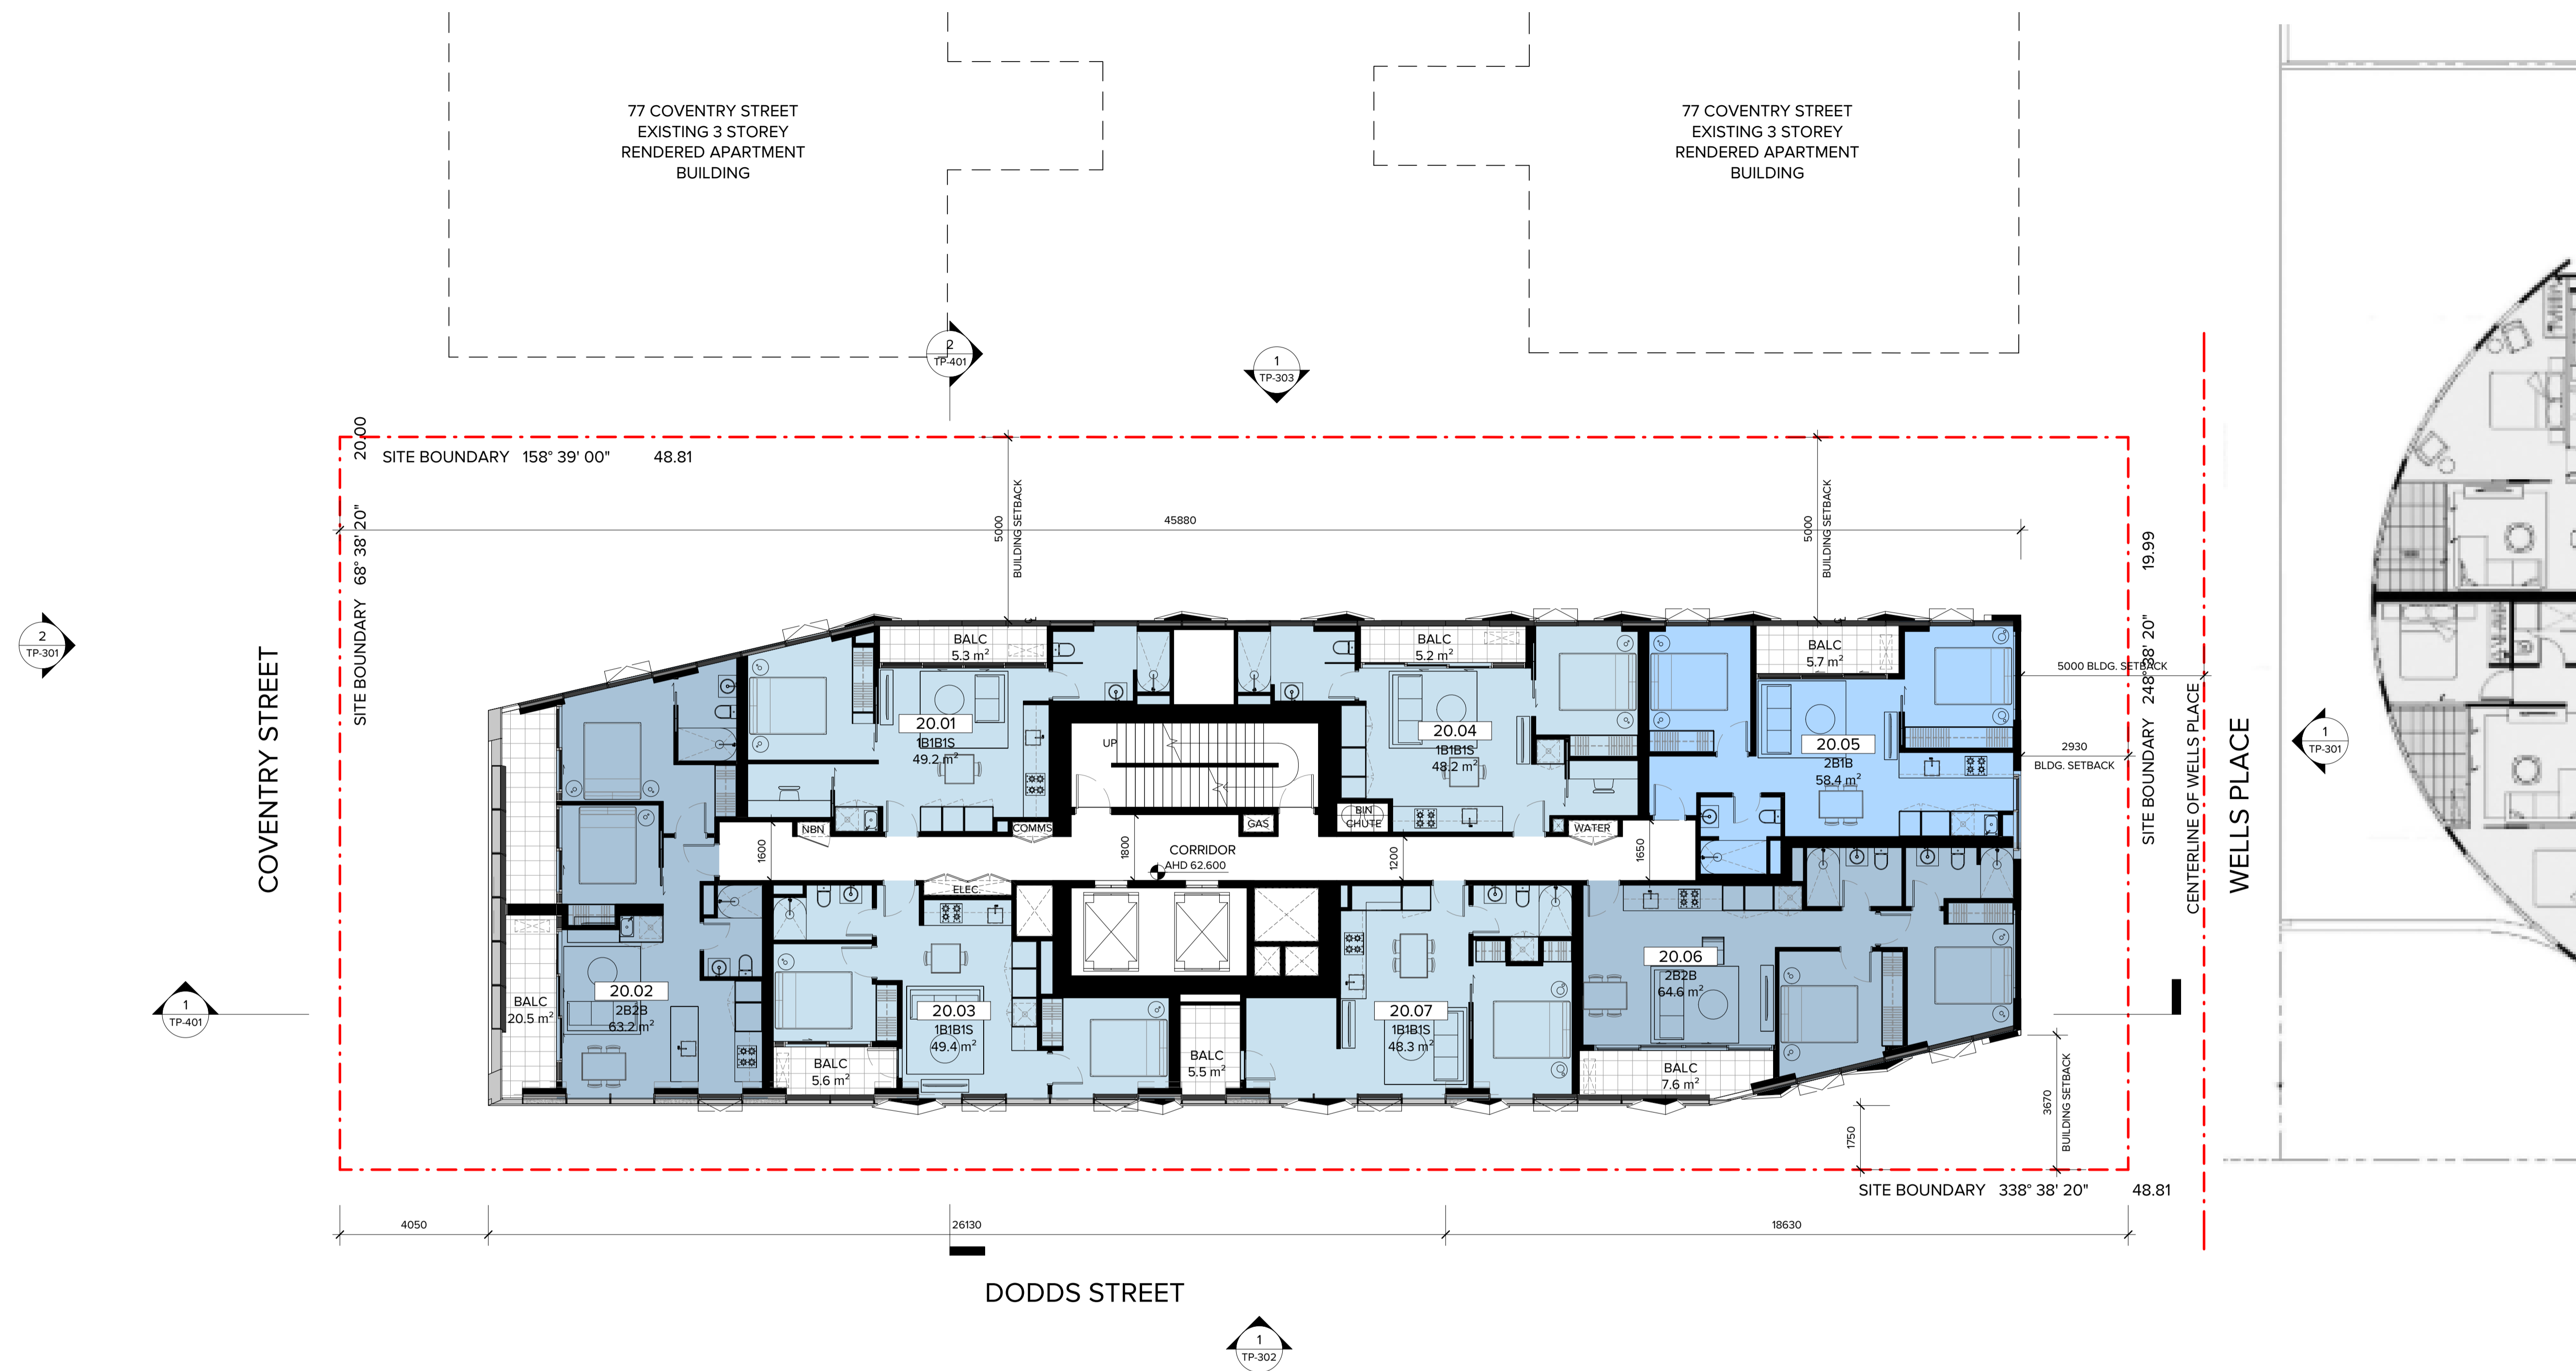 77 COVENTRY STREET
EXISTING 3 STOREY
RENDERED APARTMENT
BUILDING
77 COVENTRY STREET
EXISTING 3 STOREY
RENDERED APARTMENT
BUILDING
2
TP-401
1
TP-303
20.00
SITE BOUNDARY 158° 39' 00" 48.81
SITE BOUNDARY 68° 38' 20"
45880
5000
BUILDING SETBACK
5000
BUILDING SETBACK
19.99
SITE BOUNDARY 248° 38' 20"
5000 BLDG. SETBACK
2930
BLDG. SETBACK
CENTERLINE OF WELLS PLACE
WELLS PLACE
1
TP-301
2
TP-301
COVENTRY STREET
1
TP-401
BALC
5.3 m²
BALC
5.2 m²
BALC
5.7 m²
20.01
1B1B1S
49.2 m²
UP
20.04
1B1B1S
48.2 m²
20.05
2B1B
58.4 m²
NBN
COMMS
GAS
BIN
CHUTE
WATER
1600
1800
CORRIDOR
AHD 62.600
1200
1650
ELEC
BALC
20.5 m²
20.02
2B2B
63.2 m²
20.03
1B1B1S
49.4 m²
BALC
5.6 m²
BALC
5.5 m²
20.07
1B1B1S
48.3 m²
20.06
2B2B
64.6 m²
BALC
7.6 m²
1750
3670
BUILDING SETBACK
SITE BOUNDARY 338° 38' 20" 48.81
4050
26130
18630
DODDS STREET
1
TP-302